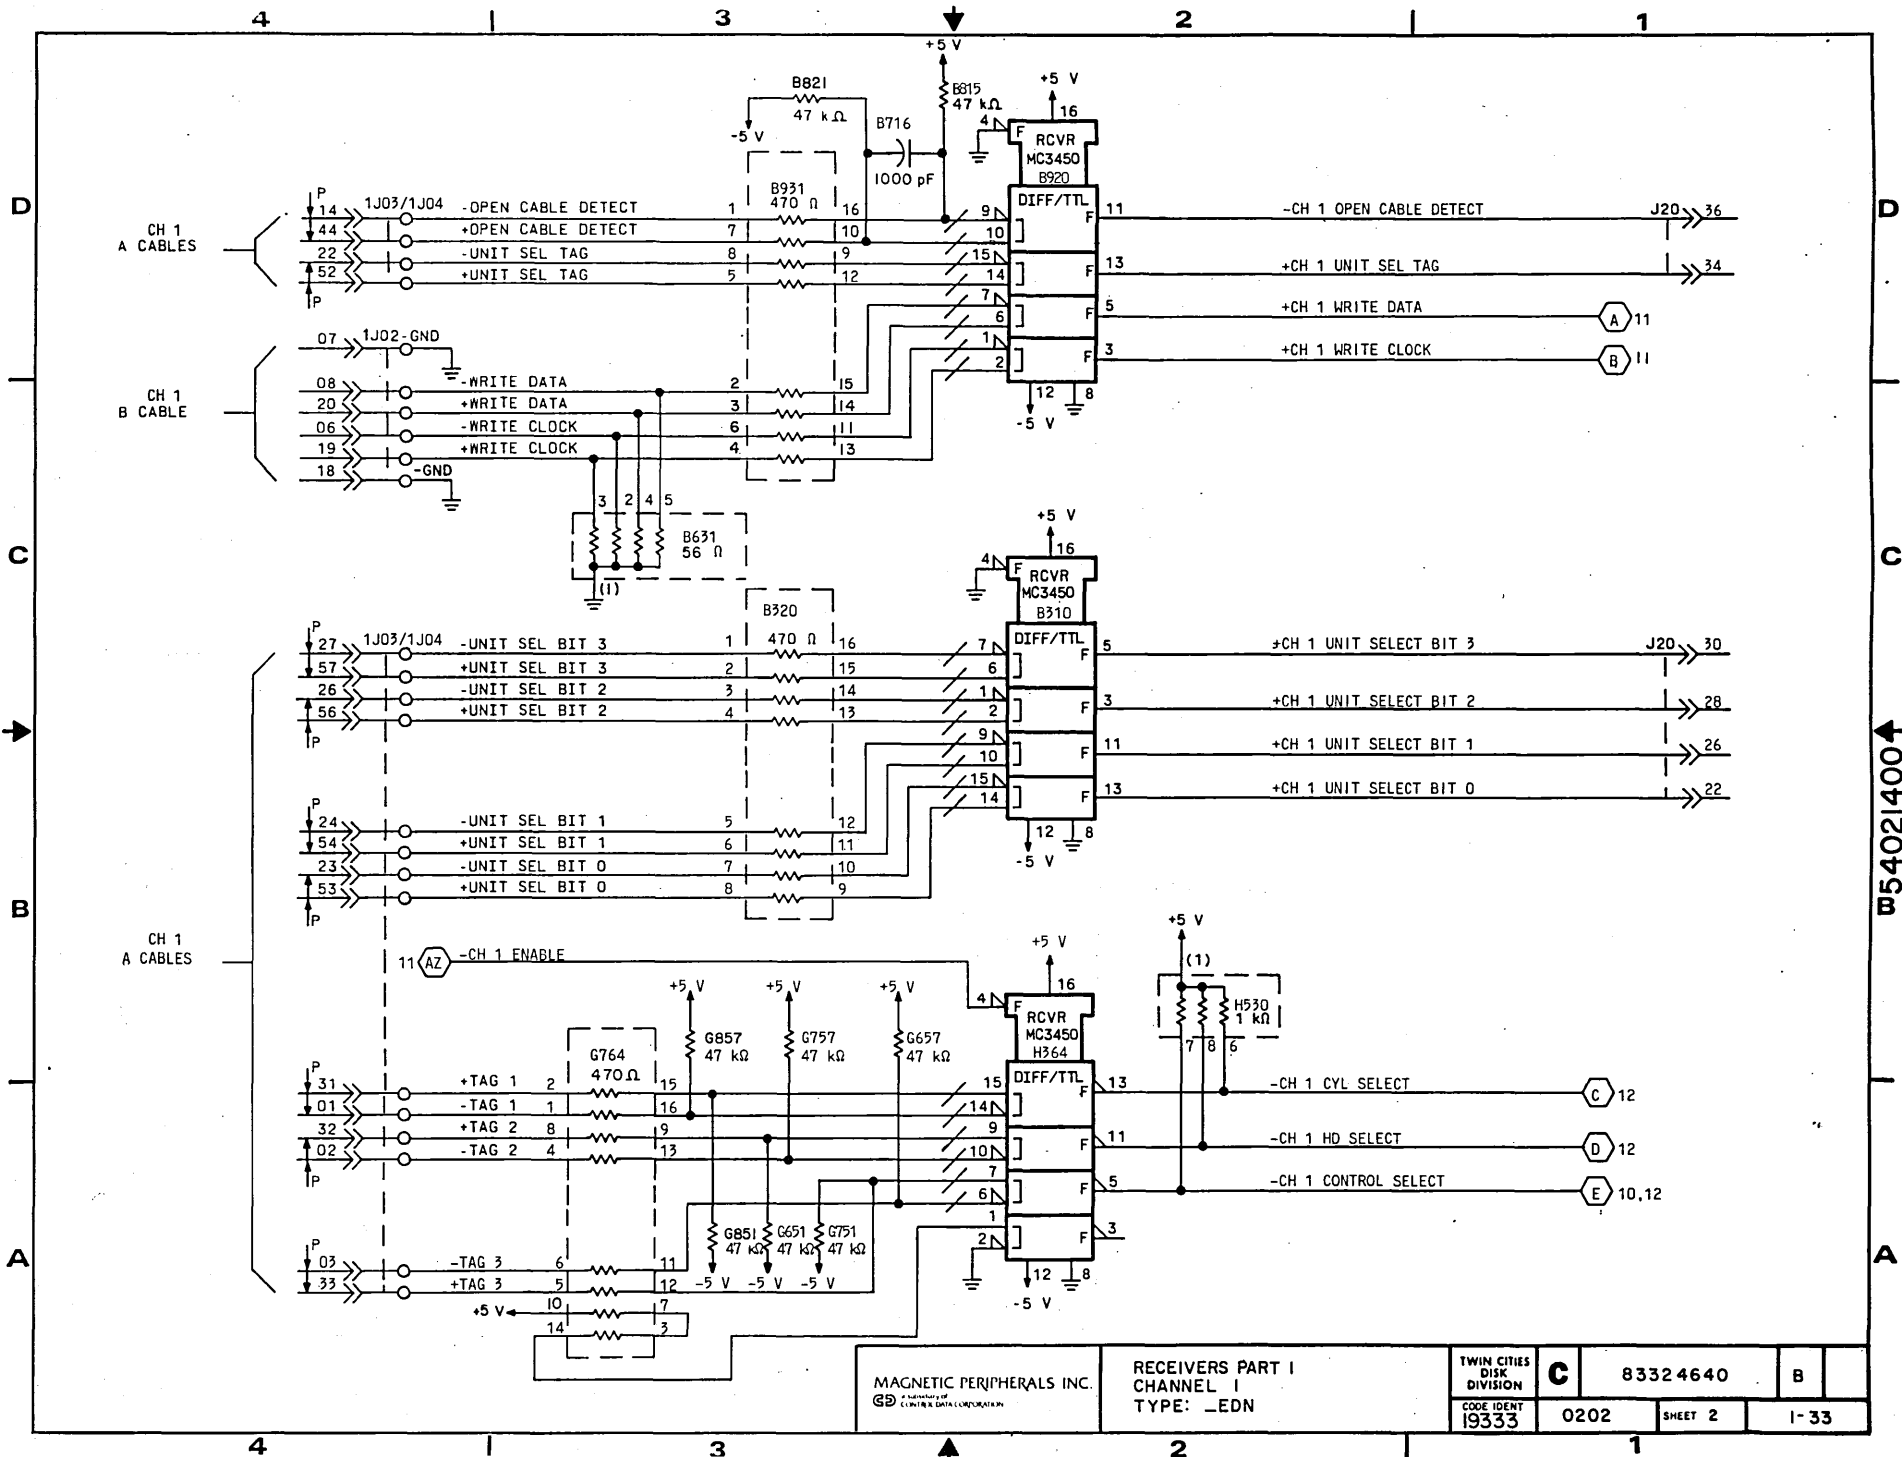 4 3 2 1
+5 V
B821
47 kΩ
-5 V
B716
1000 pF
B815
47 kΩ
+5 V
4 16
F
RCVR
MC3450
B920
DIFF/TTL
D D
CH 1
A CABLES
P
14 1J03/1J04 -OPEN CABLE DETECT 1 B931 470 Ω 16 9 F 11 -CH 1 OPEN CABLE DETECT J20 36
44 +OPEN CABLE DETECT 7 10 10
22 -UNIT SEL TAG 8 9 15 F 13 +CH 1 UNIT SEL TAG 34
52 +UNIT SEL TAG 5 12 14
P
7 F 5 +CH 1 WRITE DATA A 11
6
07 1J02-GND
1 F 3 +CH 1 WRITE CLOCK B 11
2
CH 1
B CABLE
08 -WRITE DATA 2 15
20 +WRITE DATA 3 14
06 -WRITE CLOCK 6 11
19 +WRITE CLOCK 4 13
18 -GND
12 8
-5 V
3 2 4 5
B631
56 Ω
(1)
C C
+5 V
4 16
F
RCVR
MC3450
B310
DIFF/TTL
B320
470 Ω
P
27 1J03/1J04 -UNIT SEL BIT 3 1 16 7 F 5 +CH 1 UNIT SELECT BIT 3 J20 30
57 +UNIT SEL BIT 3 2 15 6
26 -UNIT SEL BIT 2 3 14 1 F 3 +CH 1 UNIT SELECT BIT 2 28
56 +UNIT SEL BIT 2 4 13 2
P
9 F 11 +CH 1 UNIT SELECT BIT 1 26
10
15 F 13 +CH 1 UNIT SELECT BIT 0 22
14
P
24 -UNIT SEL BIT 1 5 12
54 +UNIT SEL BIT 1 6 11
23 -UNIT SEL BIT 0 7 10
53 +UNIT SEL BIT 0 8 9
P
12 8
-5 V
B540214001
B B
CH 1
A CABLES
11 AZ -CH 1 ENABLE
+5 V +5 V +5 V
G857
47 kΩ
G757
47 kΩ
G657
47 kΩ
+5 V
4 16
F
RCVR
MC3450
H364
DIFF/TTL
+5 V
(1)
H530
1 kΩ
7 8 6
G764
470 Ω
P
31 +TAG 1 2 15 15 F 13 -CH 1 CYL SELECT C 12
01 -TAG 1 1 16 14
32 +TAG 2 8 9 9 F 11 -CH 1 HD SELECT D 12
02 -TAG 2 4 13 10
P
7 F 5 -CH 1 CONTROL SELECT E 10,12
6
1 F 3
2
G851
47 kΩ
G651
47 kΩ
G751
47 kΩ
-5 V -5 V -5 V
A A
P
03 -TAG 3 6 11
33 +TAG 3 5 12
+5 V 10 7
14 3
12 8
-5 V
MAGNETIC PERIPHERALS INC.
a subsidiary of
CONTROL DATA CORPORATION
RECEIVERS PART I
CHANNEL I
TYPE: _EDN
TWIN CITIES
DISK
DIVISION
C 83324640 B
CODE IDENT
19333
0202 SHEET 2 1-33
4 3 2 1